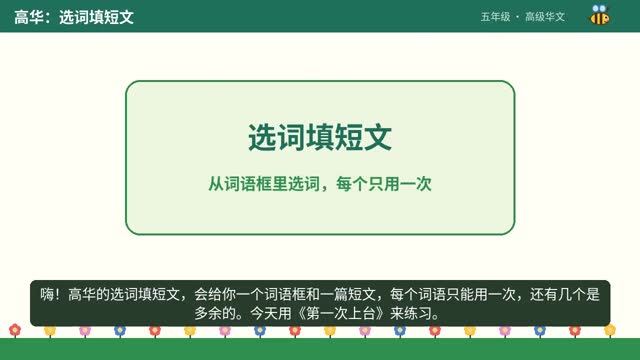 高华：选词填短文
五年级 · 高级华文
选词填短文
从词语框里选词，每个只用一次
嗨！高华的选词填短文，会给你一个词语框和一篇短文，每个词语只能用一次，还有几个是
多余的。今天用《第一次上台》来练习。